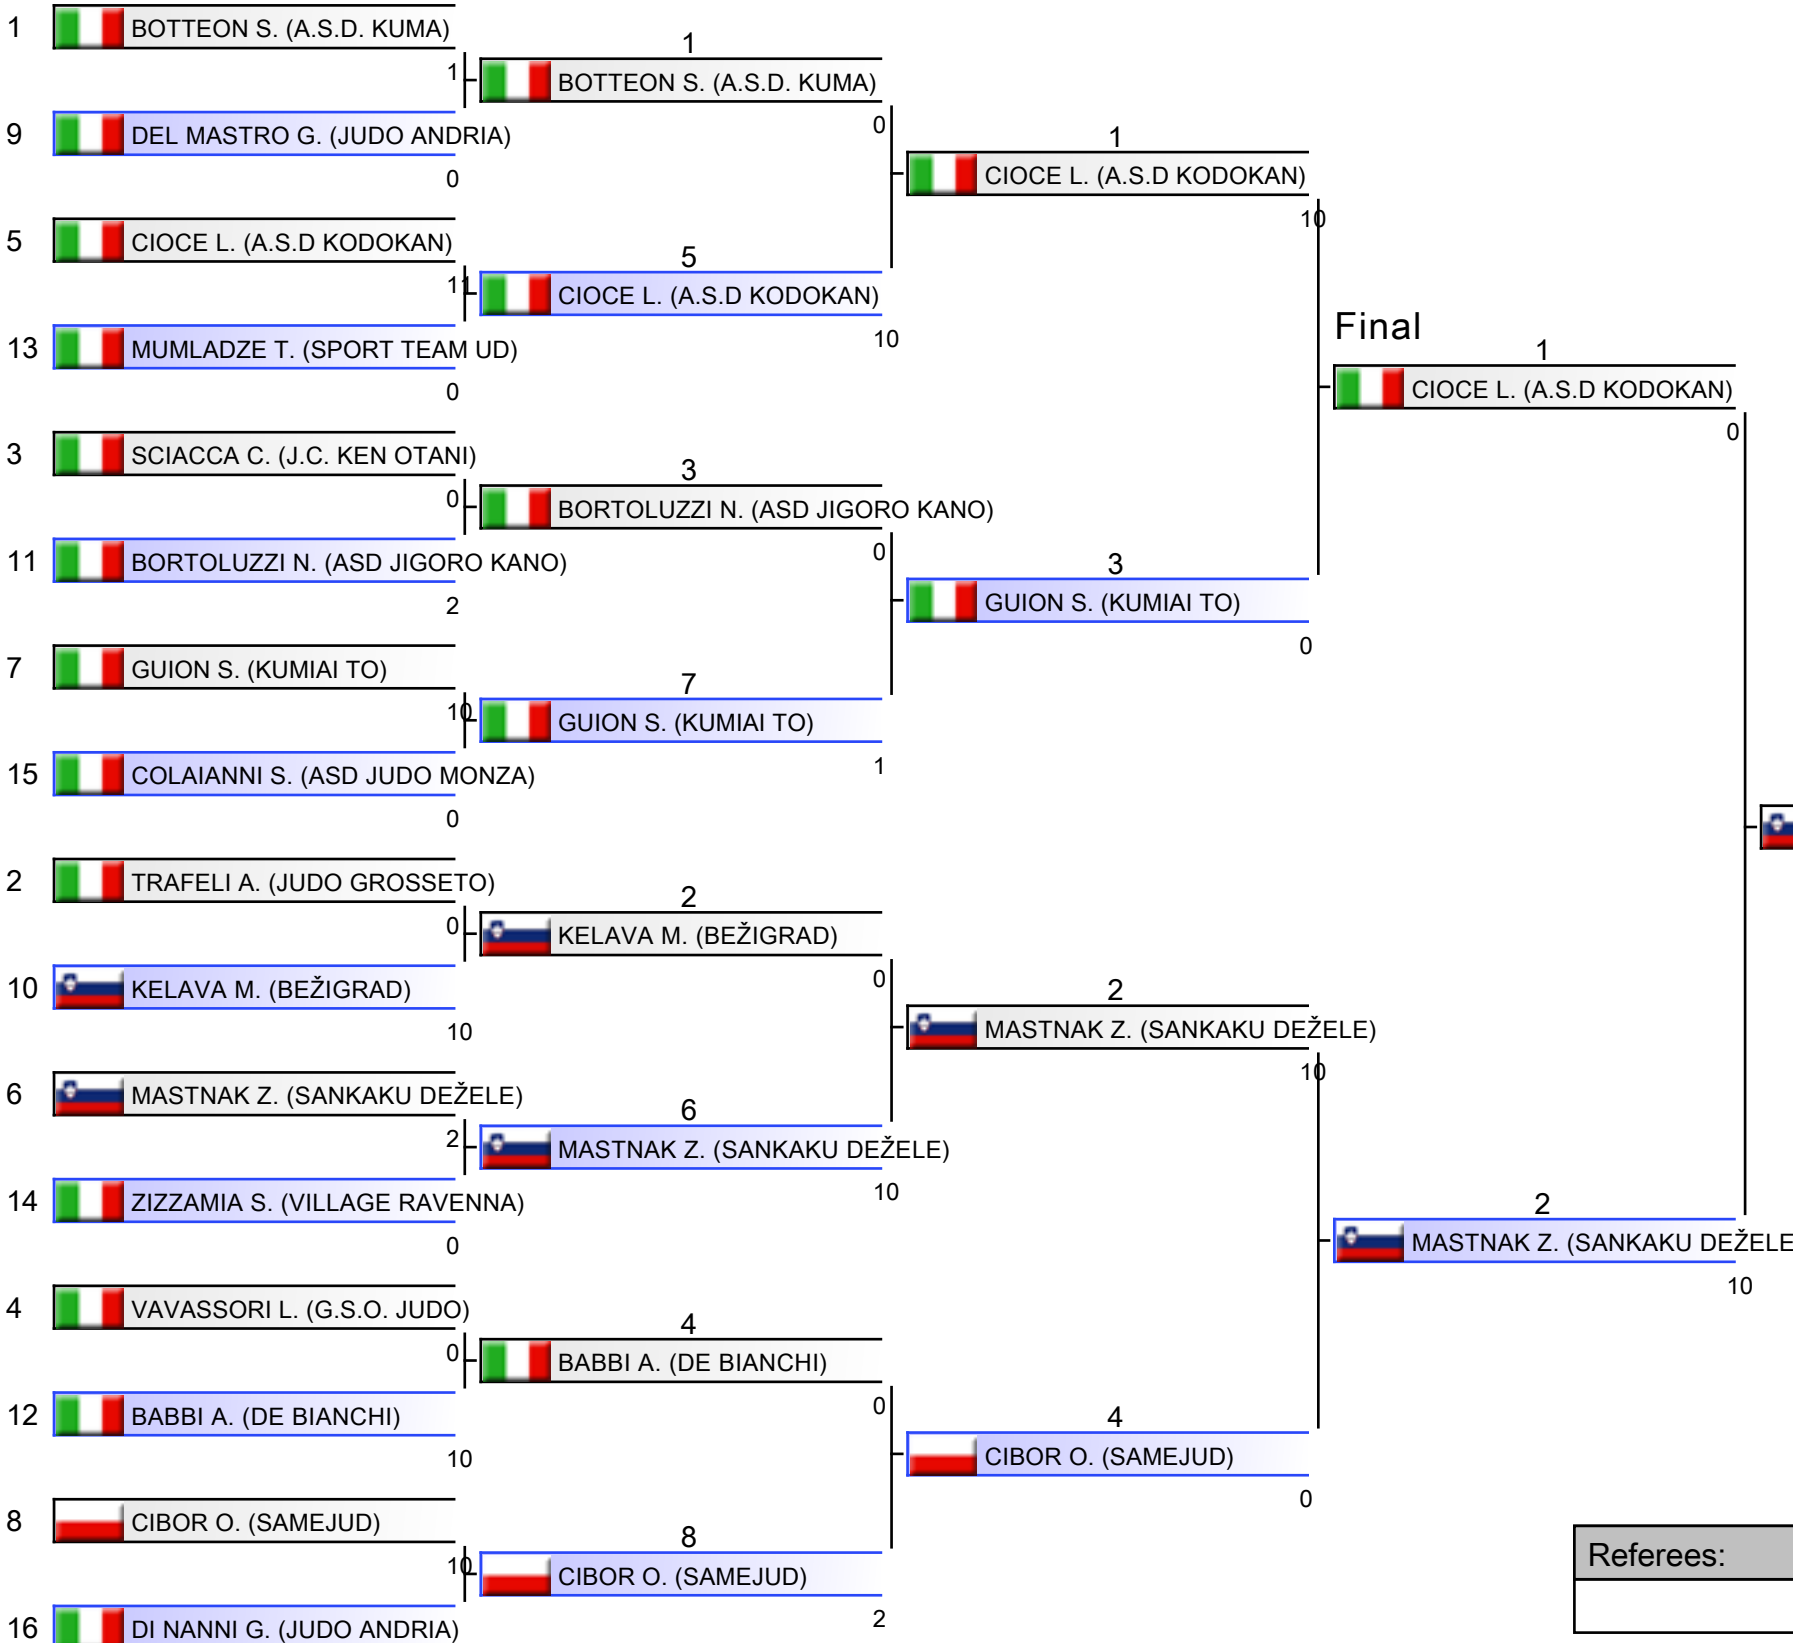 1 BOTTEON S. (A.S.D. KUMA)
1
9 DEL MASTRO G. (JUDO ANDRIA)
0
5 CIOCE L. (A.S.D KODOKAN)
11
13 MUMLADZE T. (SPORT TEAM UD)
0
3 SCIACCA C. (J.C. KEN OTANI)
0
11 BORTOLUZZI N. (ASD JIGORO KANO)
2
7 GUION S. (KUMIAI TO)
10
15 COLAIANNI S. (ASD JUDO MONZA)
0
2 TRAFELI A. (JUDO GROSSETO)
0
10 KELAVA M. (BEŽIGRAD)
10
6 MASTNAK Z. (SANKAKU DEŽELE)
2
14 ZIZZAMIA S. (VILLAGE RAVENNA)
0
4 VAVASSORI L. (G.S.O. JUDO)
0
12 BABBI A. (DE BIANCHI)
10
8 CIBOR O. (SAMEJUD)
10
16 DI NANNI G. (JUDO ANDRIA)
1
BOTTEON S. (A.S.D. KUMA)
0
5
CIOCE L. (A.S.D KODOKAN)
10
3
BORTOLUZZI N. (ASD JIGORO KANO)
0
7
GUION S. (KUMIAI TO)
1
2
KELAVA M. (BEŽIGRAD)
0
6
MASTNAK Z. (SANKAKU DEŽELE)
10
4
BABBI A. (DE BIANCHI)
0
8
CIBOR O. (SAMEJUD)
2
1
CIOCE L. (A.S.D KODOKAN)
10
3
GUION S. (KUMIAI TO)
0
2
MASTNAK Z. (SANKAKU DEŽELE)
10
4
CIBOR O. (SAMEJUD)
0
Final
1
CIOCE L. (A.S.D KODOKAN)
0
2
MASTNAK Z. (SANKAKU DEŽELE
10
Referees: